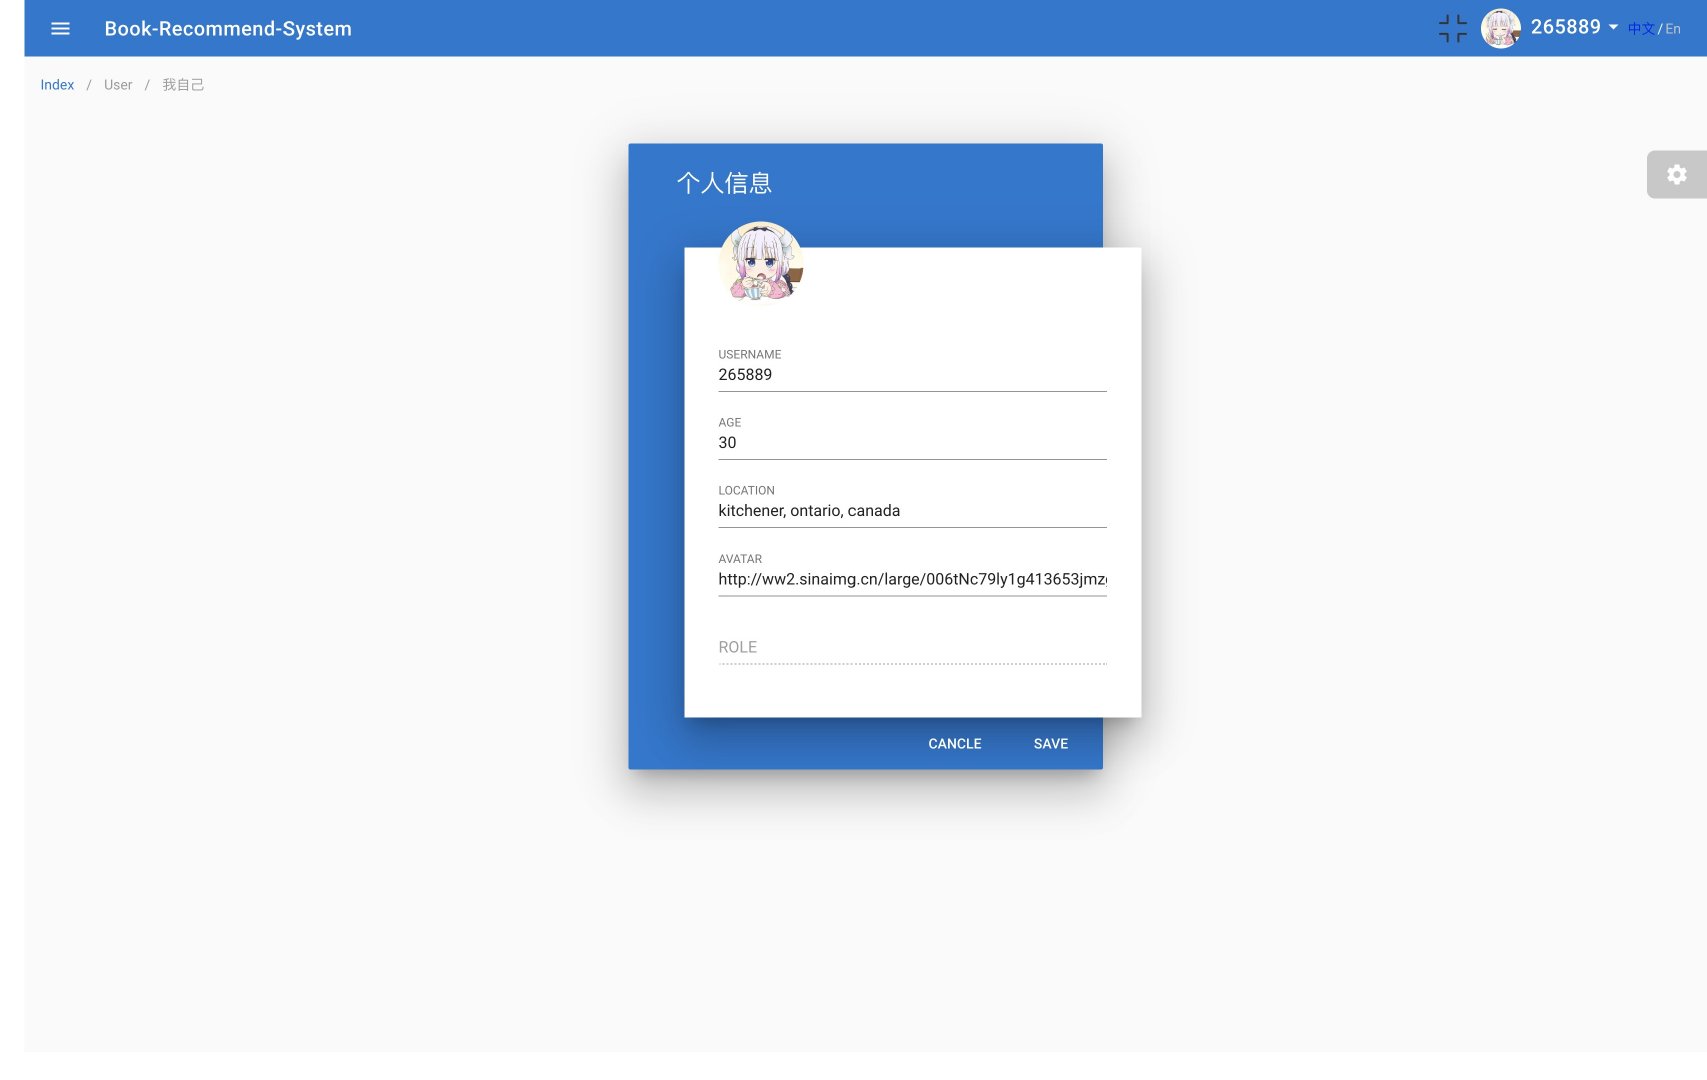 Book-Recommend-System
265889
中文/En
Index / User / 我自己
个人信息
USERNAME
265889
AGE
30
LOCATION
kitchener, ontario, canada
AVATAR
http://ww2.sinaimg.cn/large/006tNc79ly1g413653jmz
ROLE
CANCLE SAVE